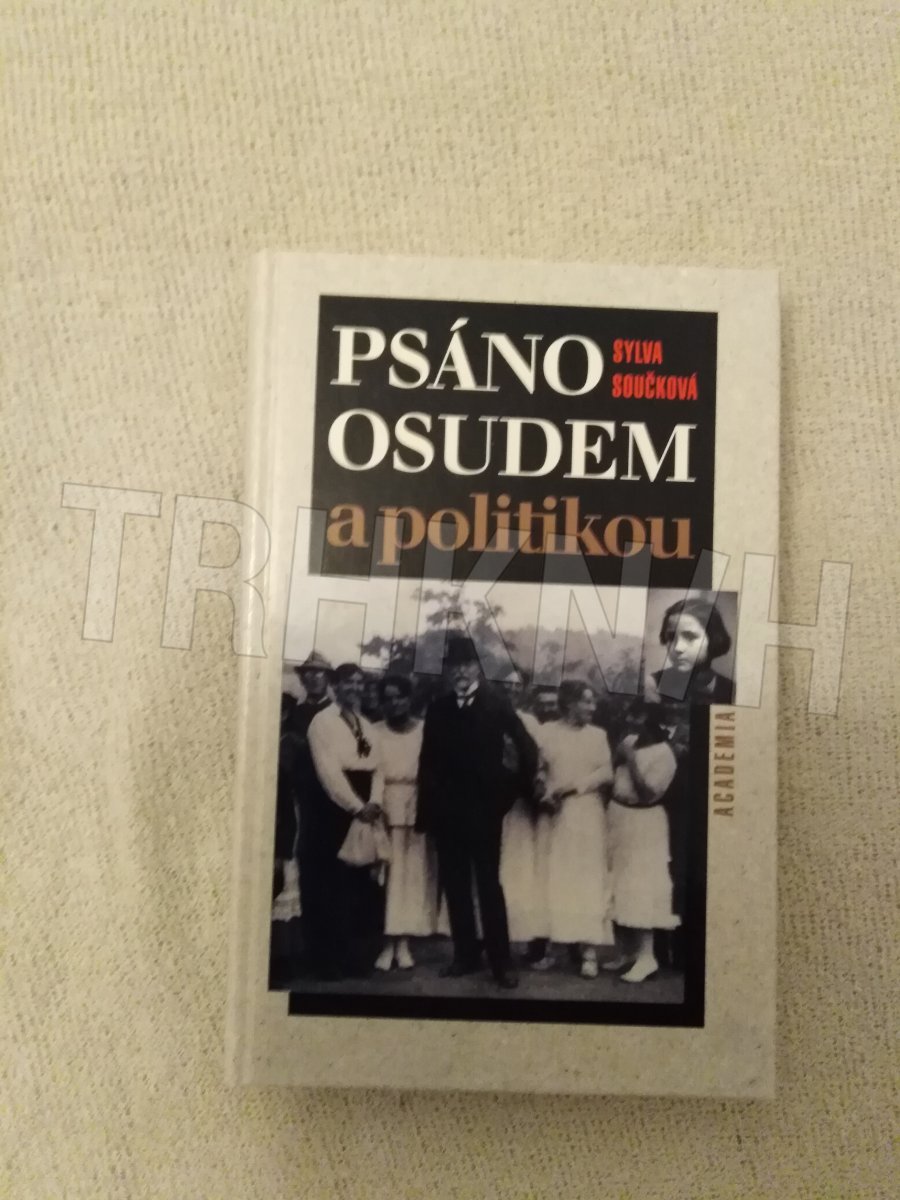 PSÁNO
SYLVA
SOUČKOVÁ
OSUDEM
a politikou
ACADEMIA
TRHKNIH